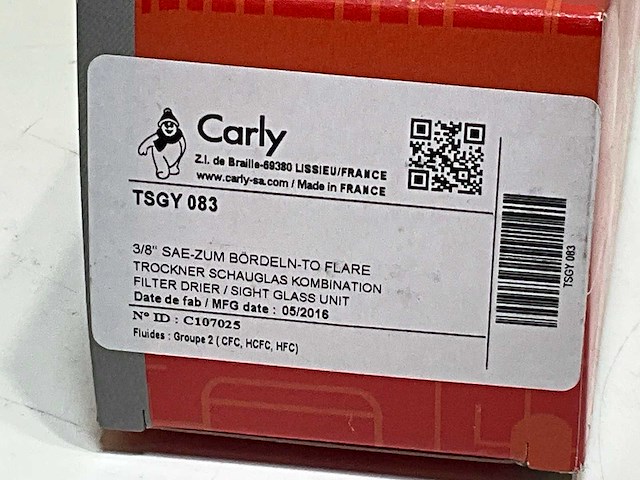 Carly
Z.I. de Braille-69380 LISSIEU/FRANCE
www.carly-sa.com / Made in FRANCE
TSGY 083
3/8" SAE-ZUM BÖRDELN-TO FLARE
TROCKNER SCHAUGLAS KOMBINATION
FILTER DRIER / SIGHT GLASS UNIT
Date de fab / MFG date : 05/2016
N° ID : C107025
Fluides : Groupe 2 ( CFC, HCFC, HFC)
TSGY 083